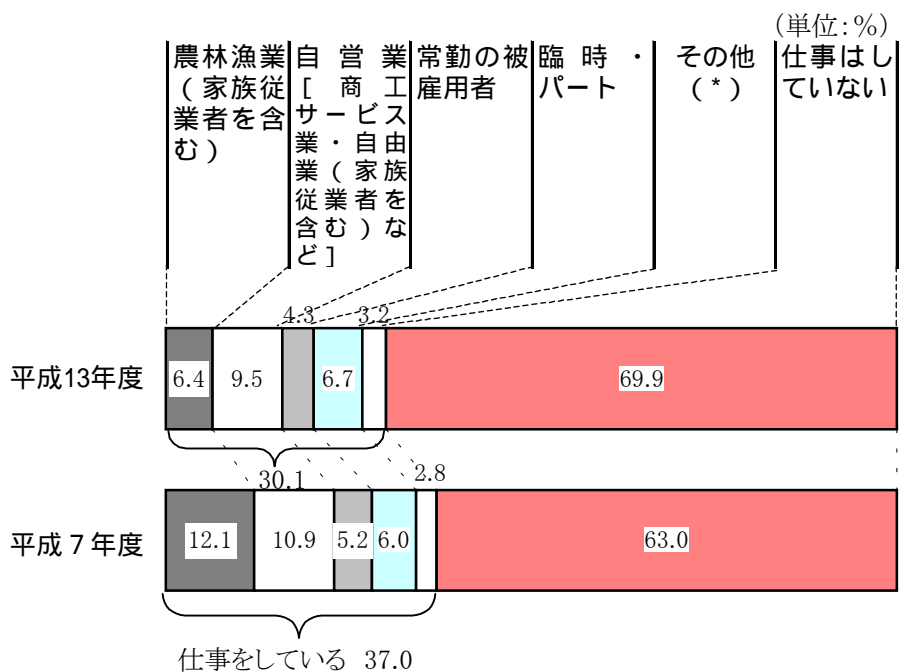 （単位：％）
農林漁業
（家族従
業者を含
む）
自営業
［商工
サービス
業・自由
業（家族
従業者を
含む）な
ど］
常勤の被
雇用者
臨時・
パート
その他
（*）
仕事はし
ていない
4.3
3.2
平成13年度
6.4
9.5
6.7
69.9
30.1
2.8
平成７年度
12.1
10.9
5.2
6.0
63.0
仕事をしている 37.0